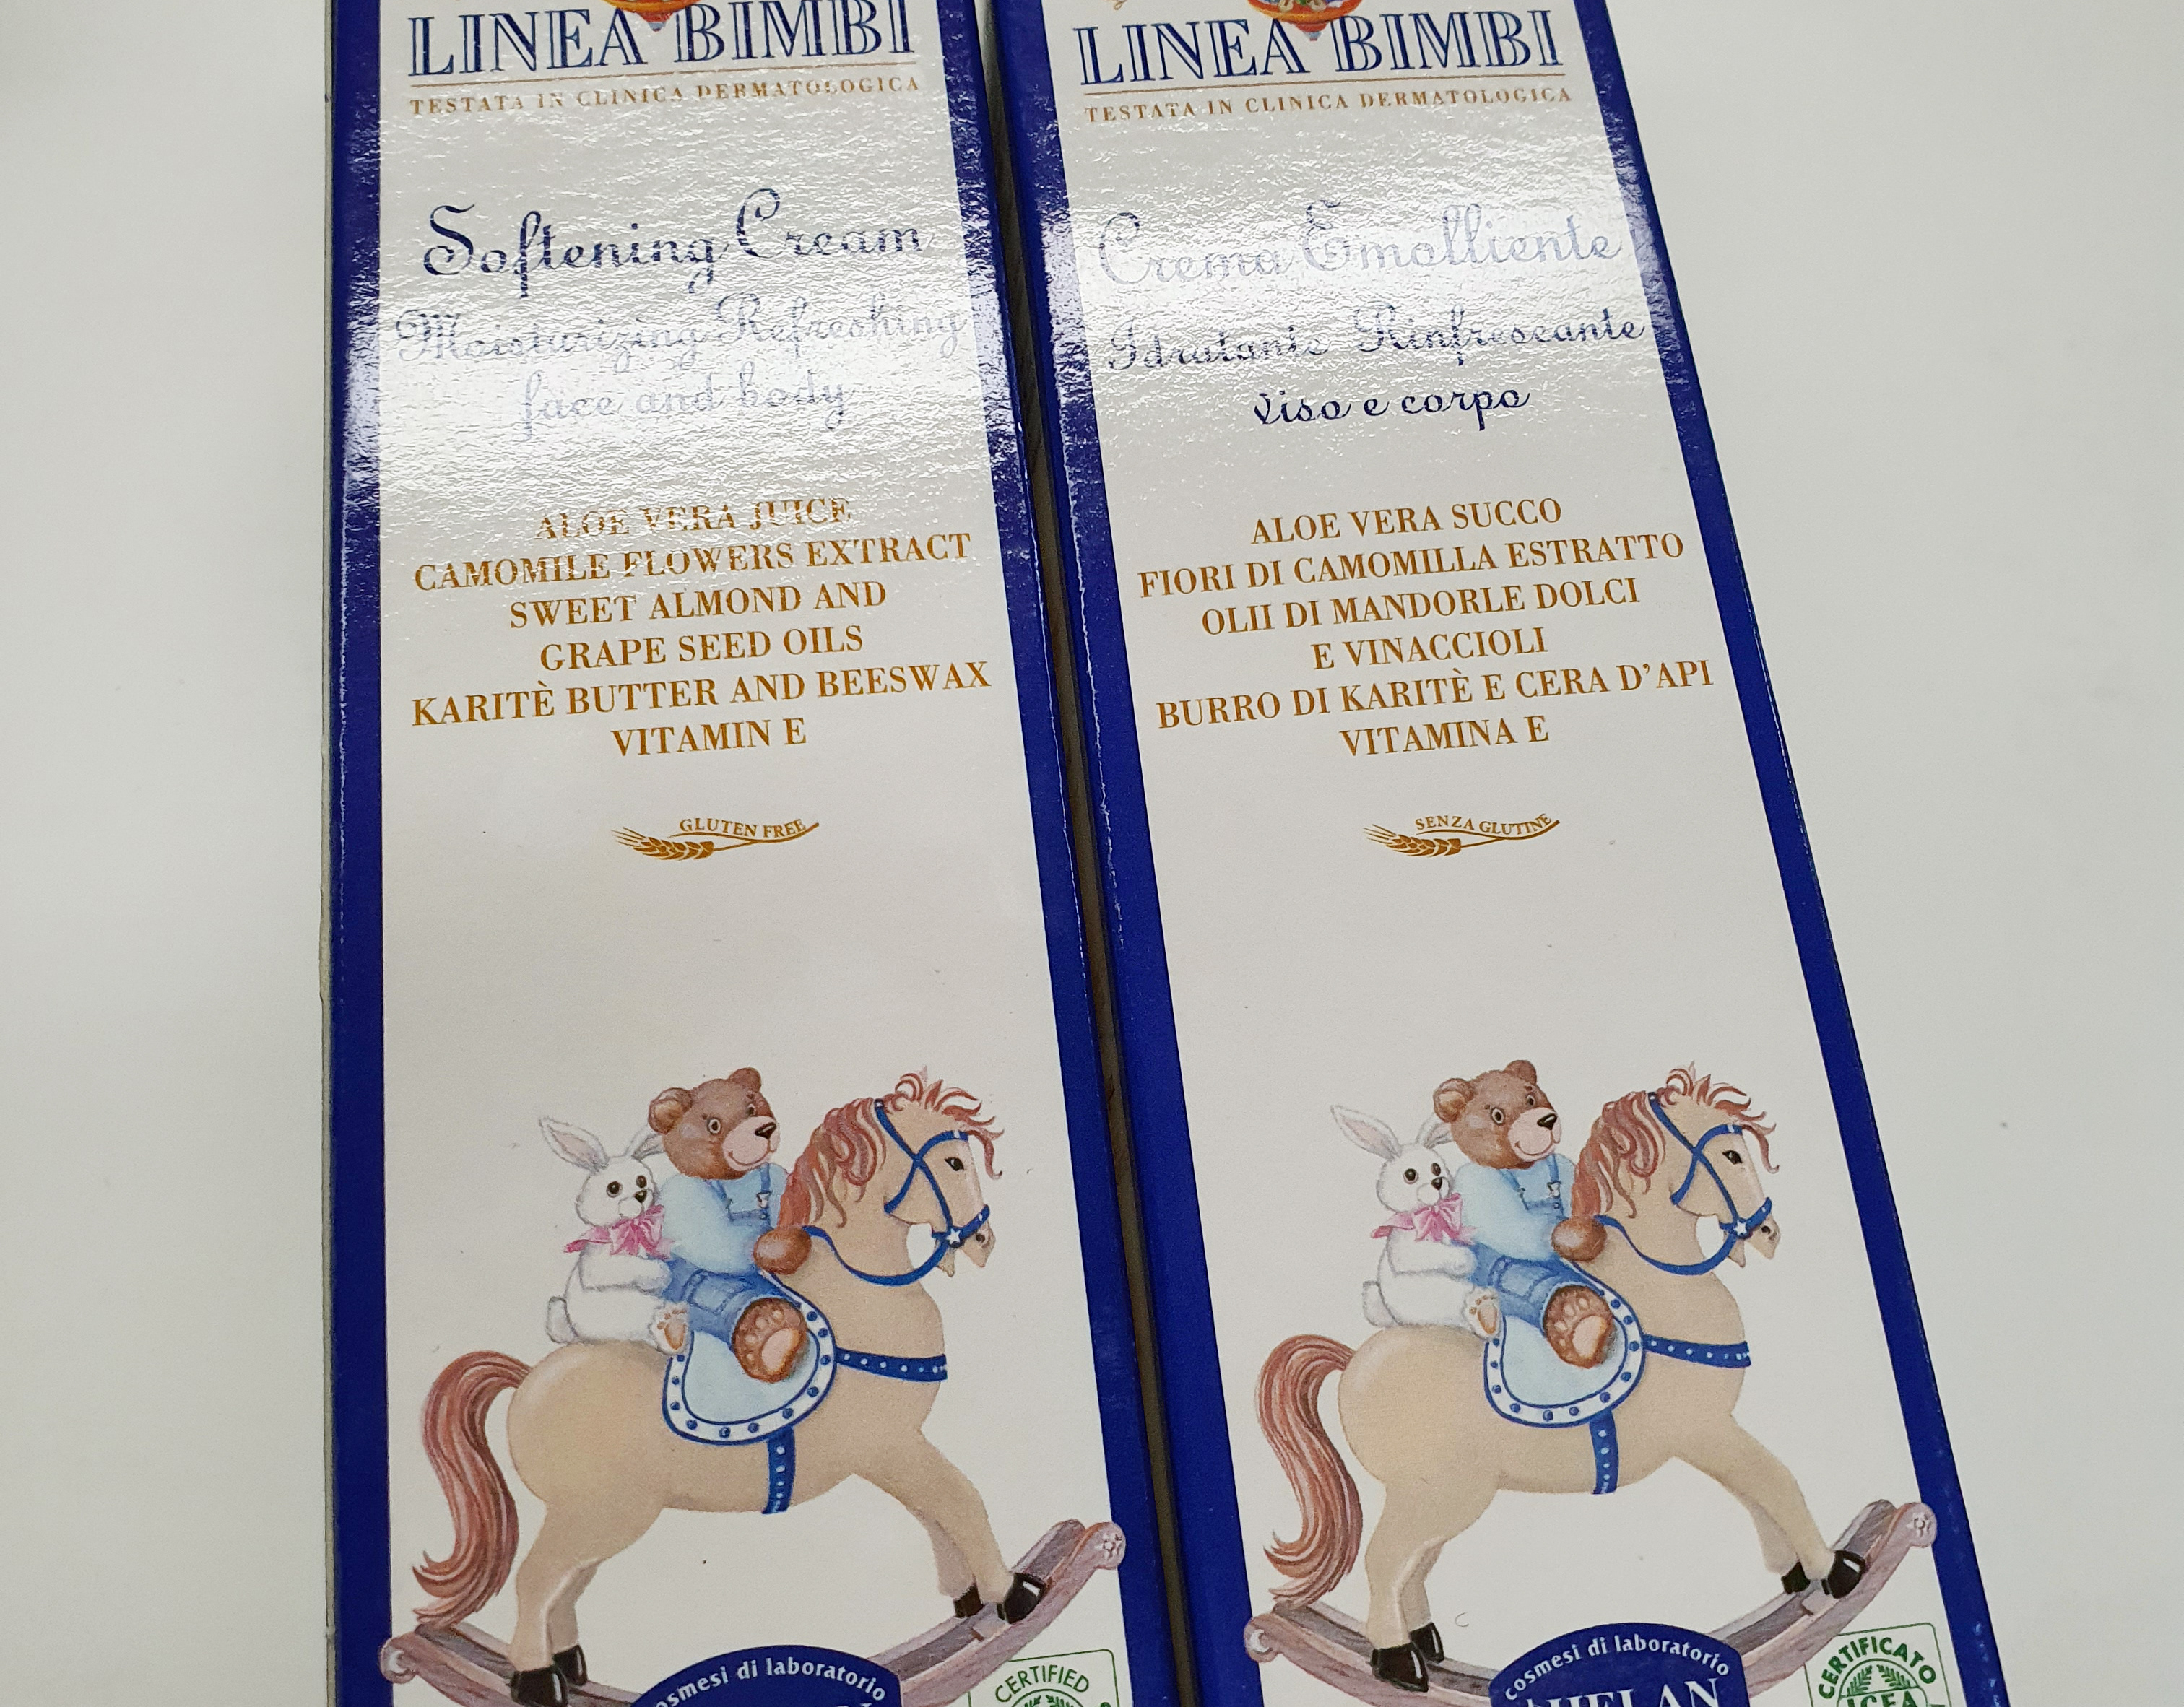 LINEA BIMBI
TESTATA IN CLINICA DERMATOLOGICA
Softening Cream
Moisturizing Refreshing
face and body
ALOE VERA JUICE
CAMOMILE FLOWERS EXTRACT
SWEET ALMOND AND
GRAPE SEED OILS
KARITÈ BUTTER AND BEESWAX
VITAMIN E
GLUTEN FREE
cosmesi di laboratorio
CERTIFIED
LINEA BIMBI
TESTATA IN CLINICA DERMATOLOGICA
Crema Emolliente
Idratante Rinfrescante
viso e corpo
ALOE VERA SUCCO
FIORI DI CAMOMILLA ESTRATTO
OLII DI MANDORLE DOLCI
E VINACCIOLI
BURRO DI KARITÈ E CERA D'API
VITAMINA E
SENZA GLUTINE
cosmesi di laboratorio
HELAN
CERTIFICATO
ICEA